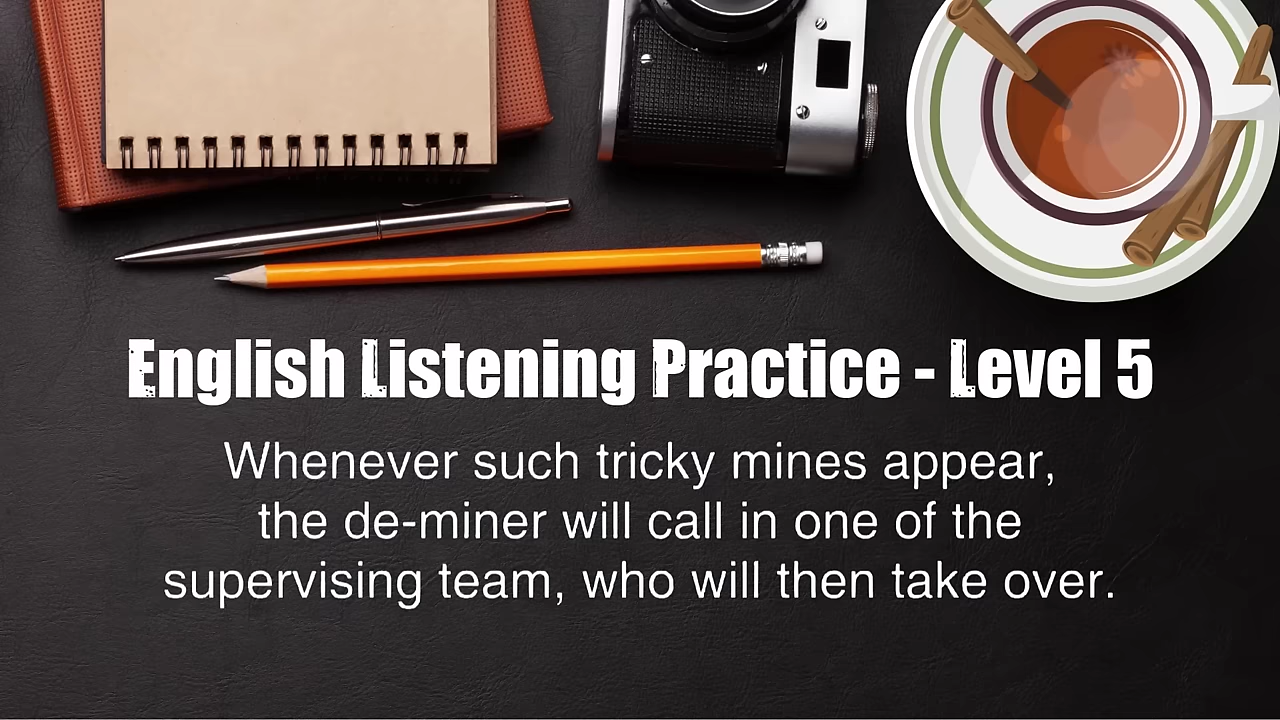 English Listening Practice - Level 5
Whenever such tricky mines appear,
the de-miner will call in one of the
supervising team, who will then take over.